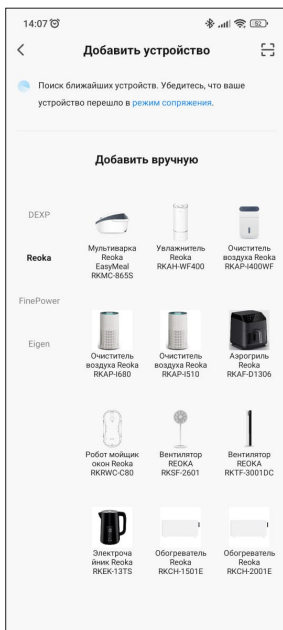 14:07
52
Добавить устройство
Поиск ближайших устройств. Убедитесь, что ваше
устройство перешло в режим сопряжения.
Добавить вручную
DEXP
Reoka
FinePower
Eigen
Мультиварка
Reoka
EasyMeal
RKMC-865S
Увлажнитель
Reoka
RKAH-WF400
Очиститель
воздуха Reoka
RKAP-I400WF
Очиститель
воздуха Reoka
RKAP-I680
Очиститель
воздуха Reoka
RKAP-I510
Аэрогриль
Reoka
RKAF-D1306
Робот мойщик
окон Reoka
RKRWC-C80
Вентилятор
REOKA
RKSF-2601
Вентилятор
REOKA
RKTF-3001DC
Электроча
йник Reoka
RKEK-13TS
Обогреватель
Reoka
RKCH-1501E
Обогреватель
Reoka
RKCH-2001E